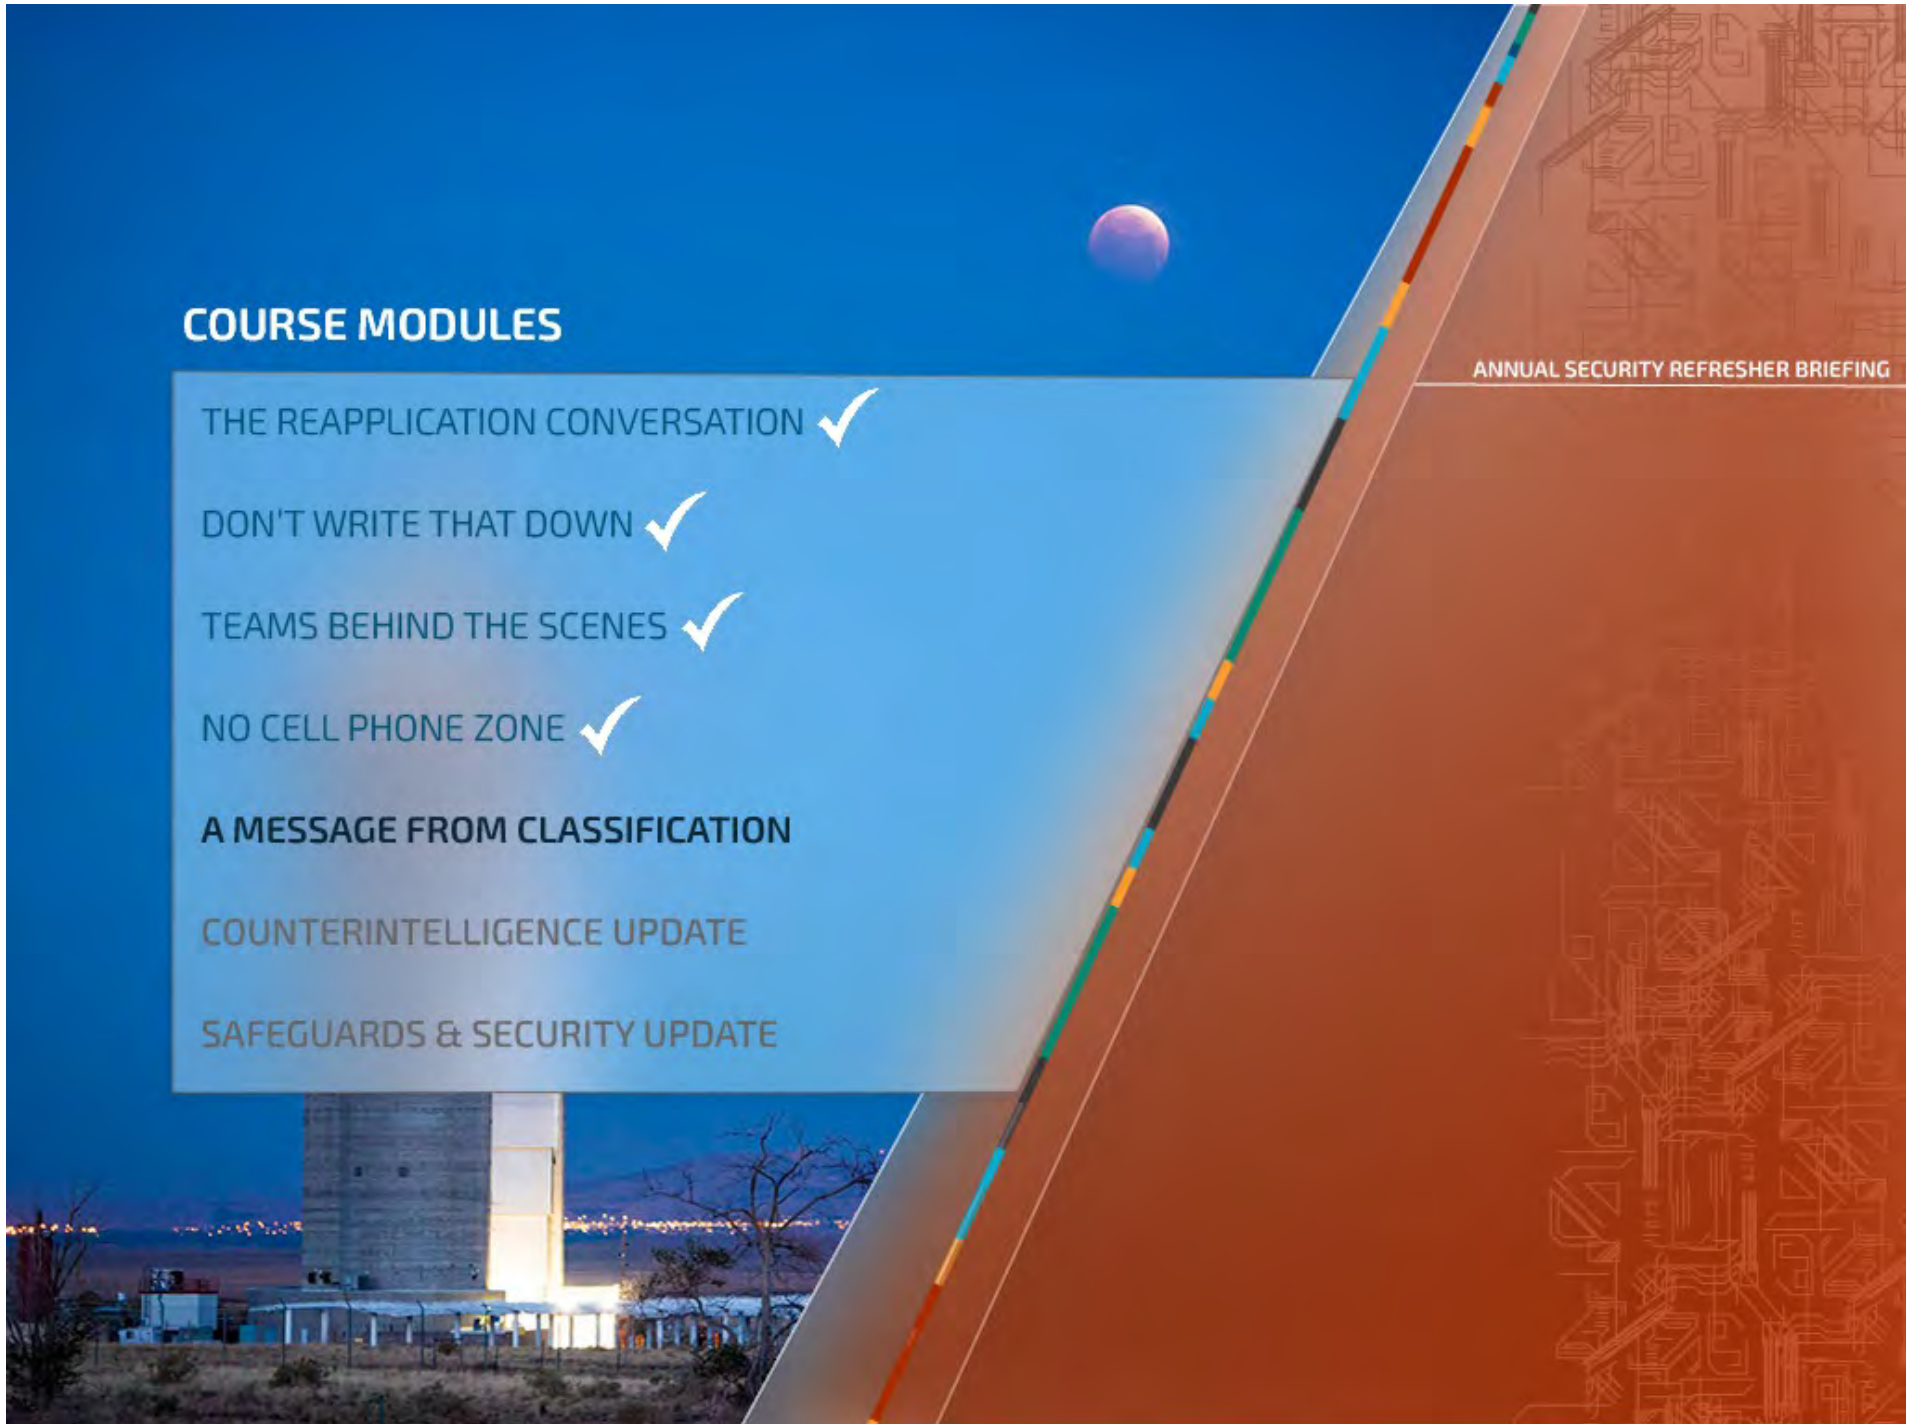 COURSE MODULES
ANNUAL SECURITY REFRESHER BRIEFING
THE REAPPLICATION CONVERSATION
DON'T WRITE THAT DOWN
TEAMS BEHIND THE SCENES
NO CELL PHONE ZONE
A MESSAGE FROM CLASSIFICATION
COUNTERINTELLIGENCE UPDATE
SAFEGUARDS & SECURITY UPDATE